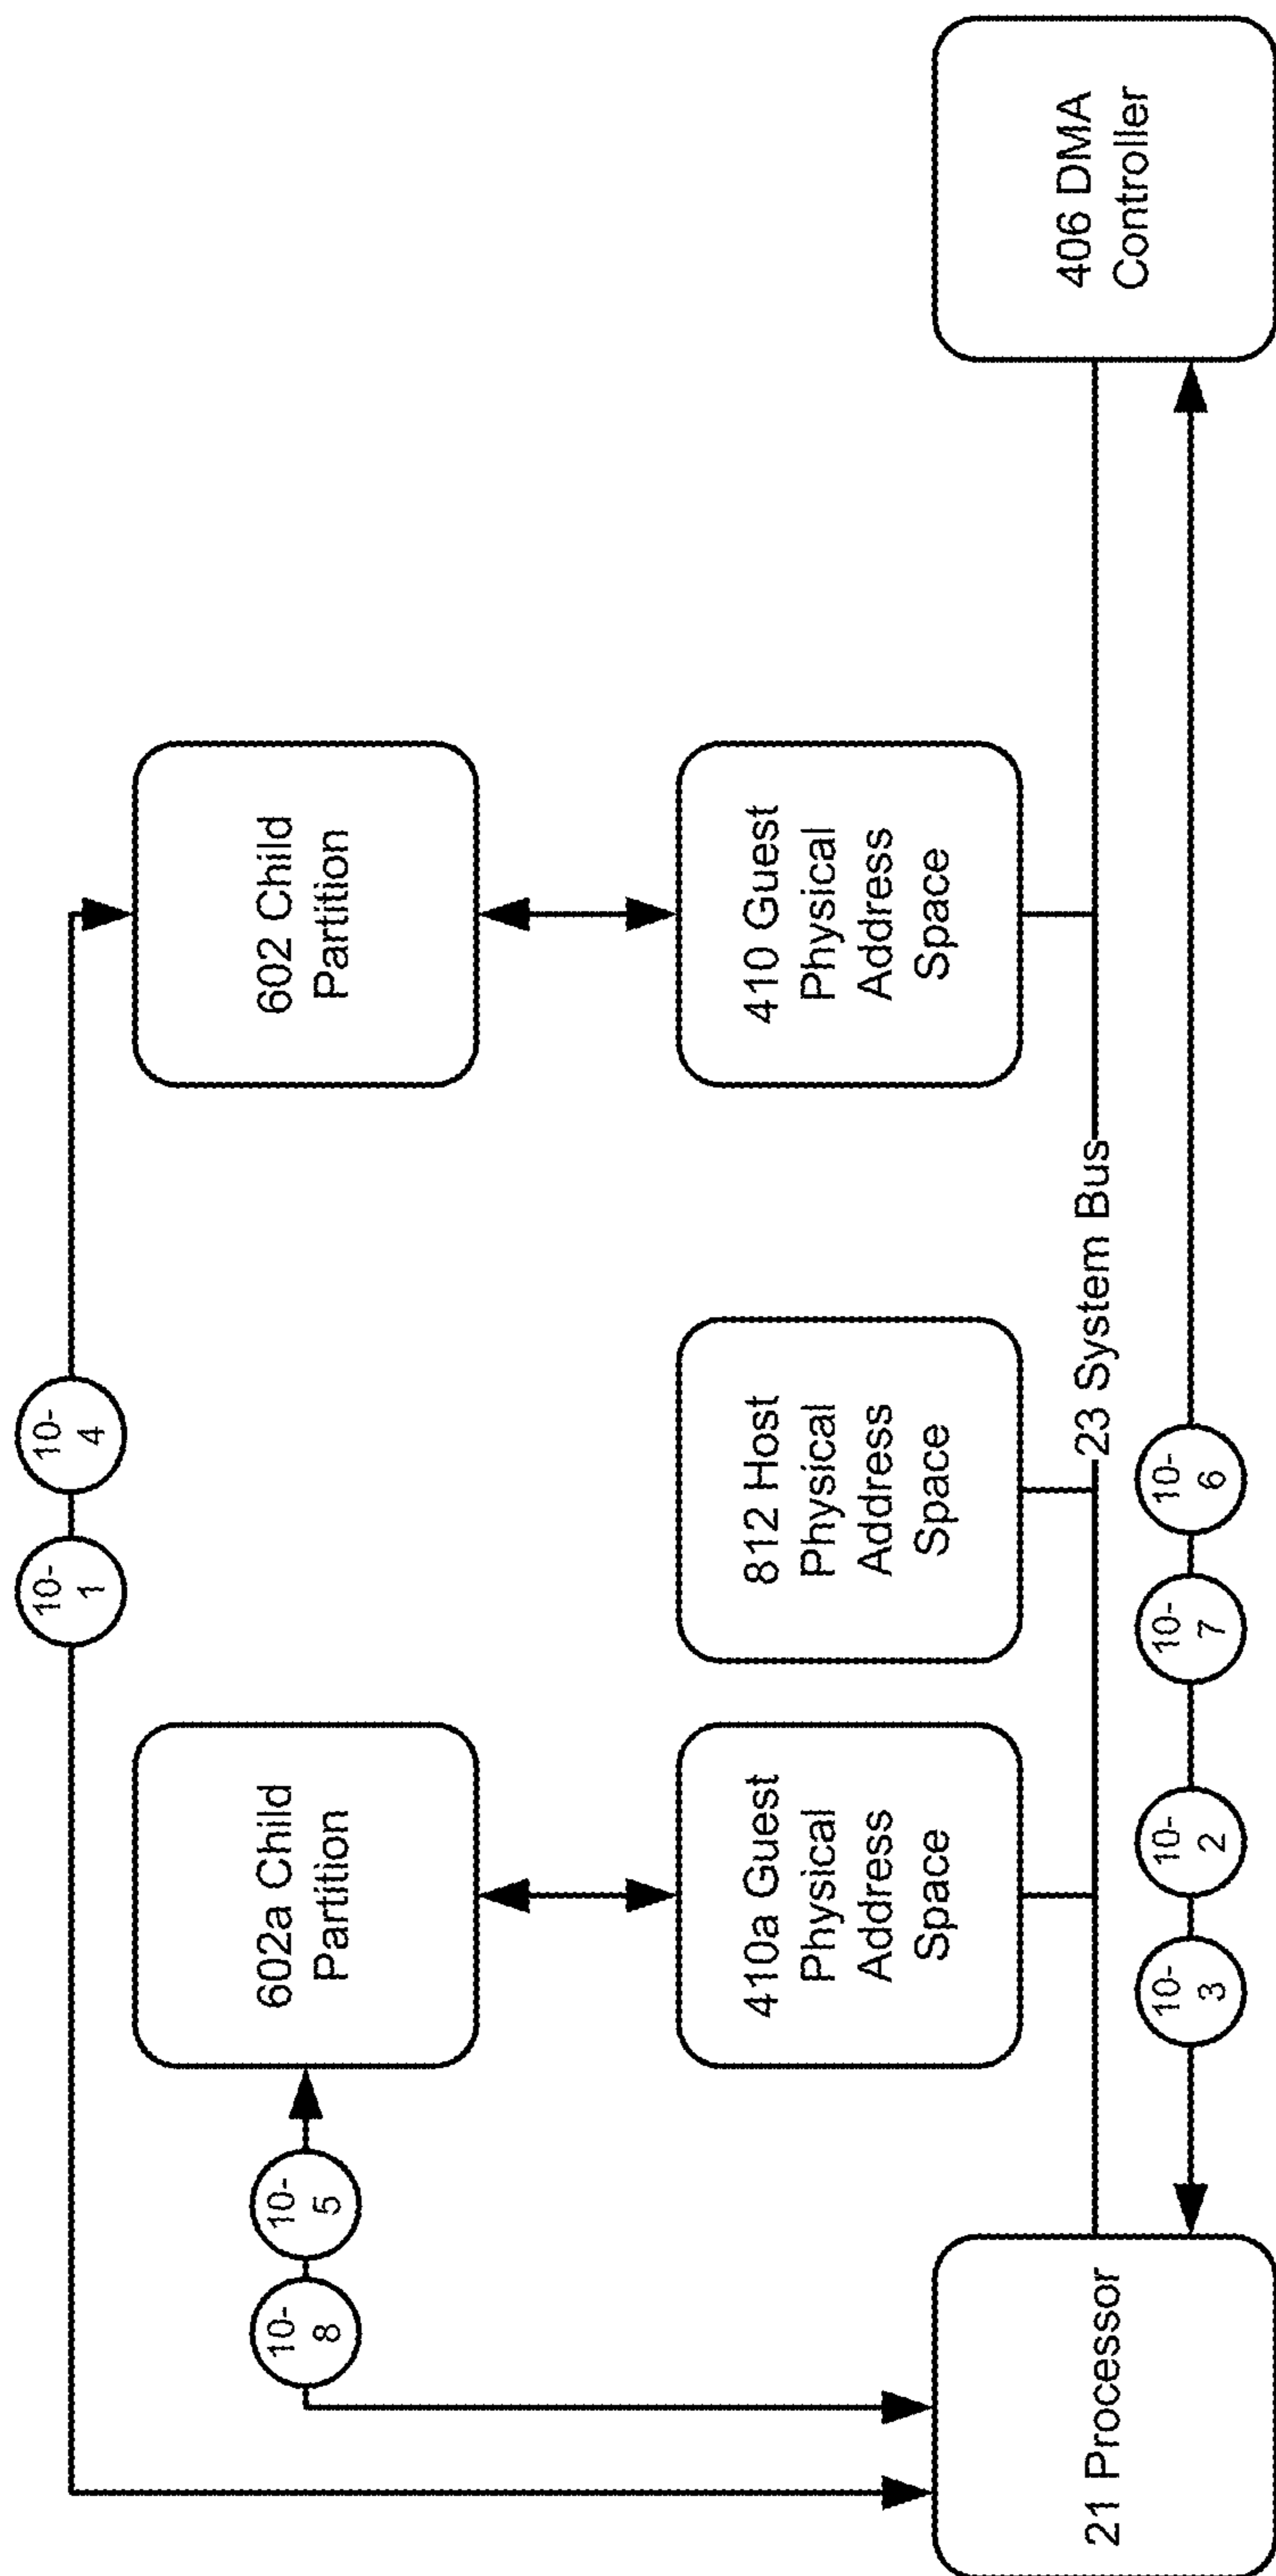 10-
1
10-
4
602a Child
Partition
602 Child
Partition
10-
8
10-
5
410a Guest
Physical
Address
Space
812 Host
Physical
Address
Space
410 Guest
Physical
Address
Space
21 Processor
23 System Bus
406 DMA
Controller
10-
3
10-
2
10-
7
10-
6